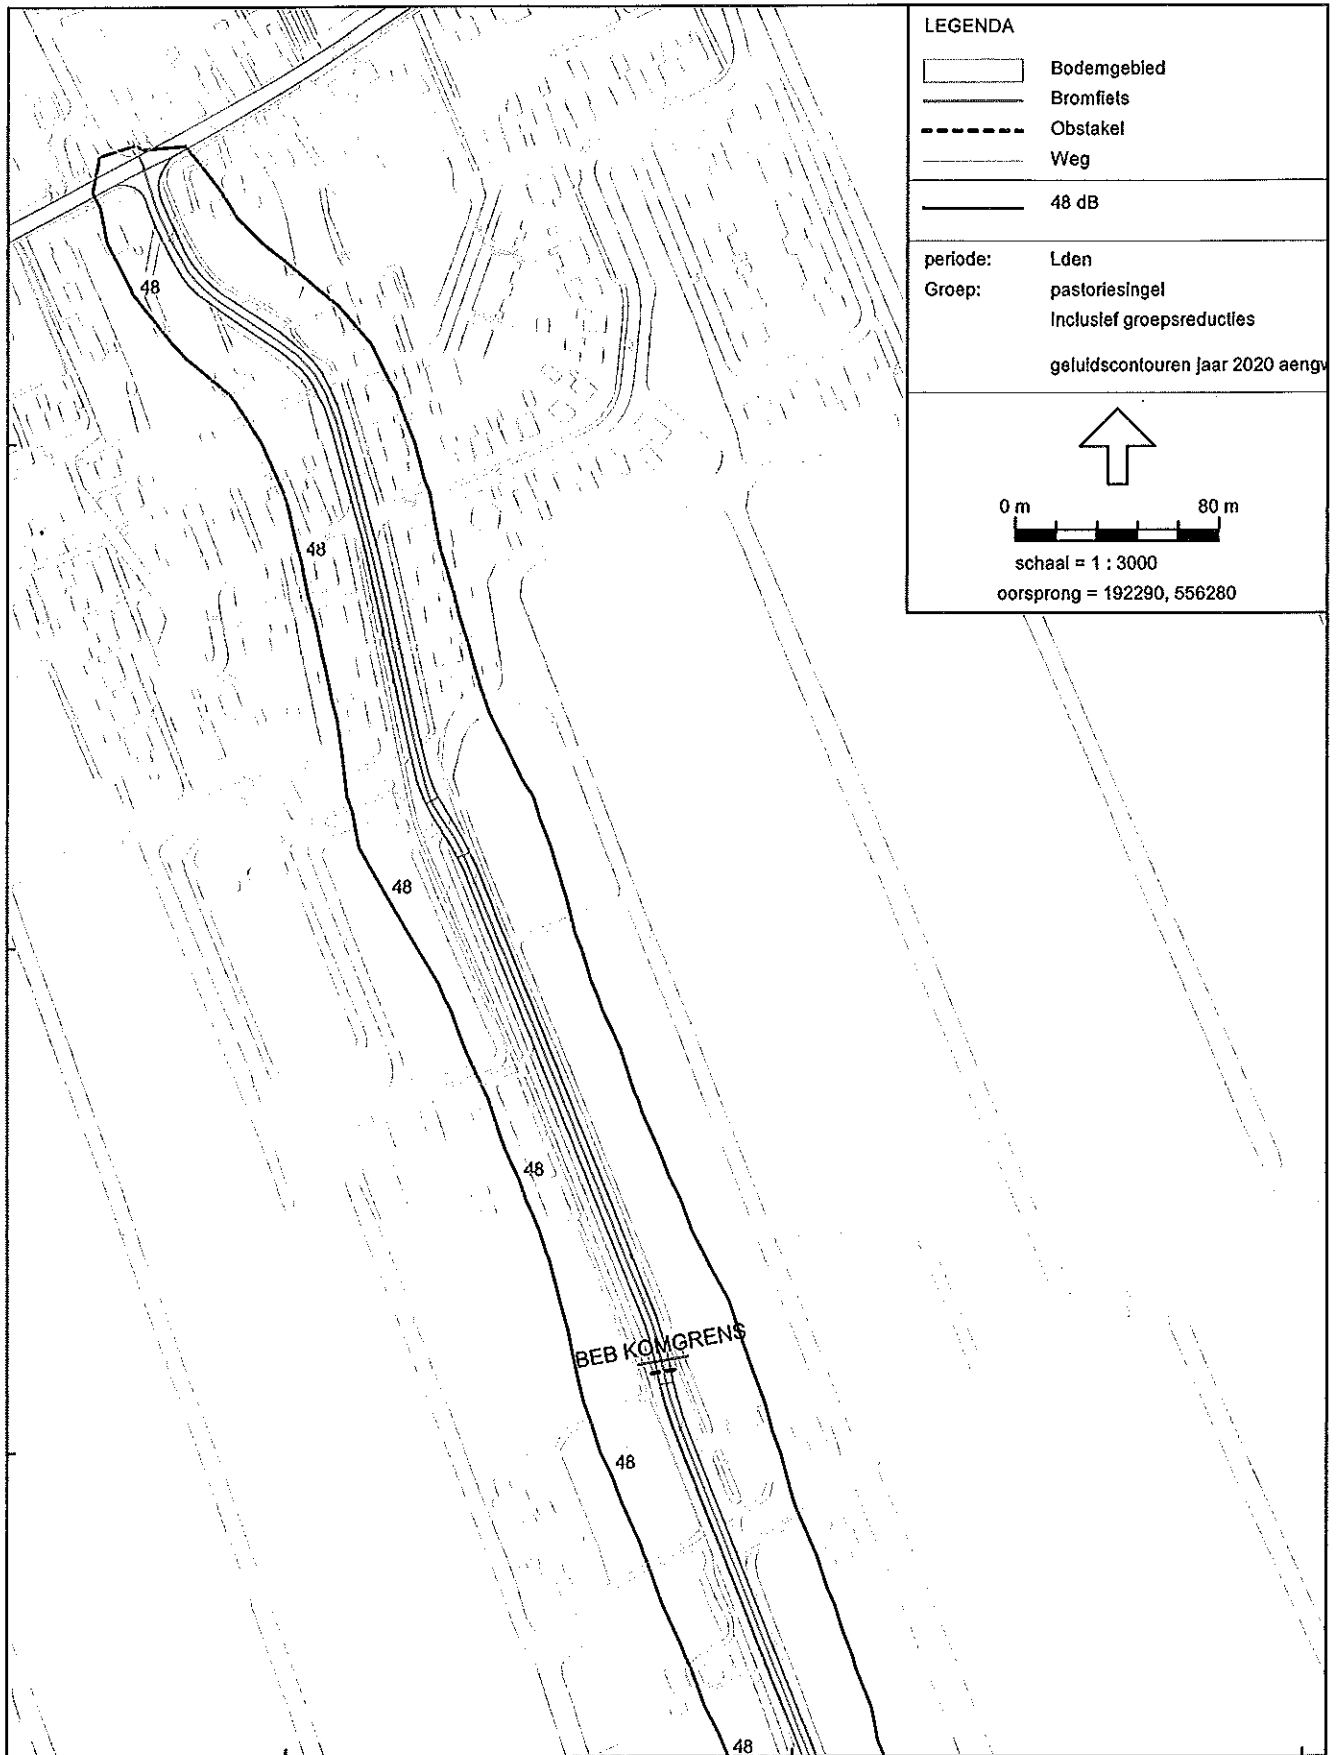 LEGENDA
Bodemgebied
Bromfiets
Obstakel
Weg
48 dB
periode: Lden
Groep: pastoriesingel
Inclusief groepsreducties
geluidscontouren jaar 2020 aengw
0 m 80 m
schaal = 1 : 3000
oorsprong = 192290, 556280
48
48
48
48
BEB KOMGRENS
48
48